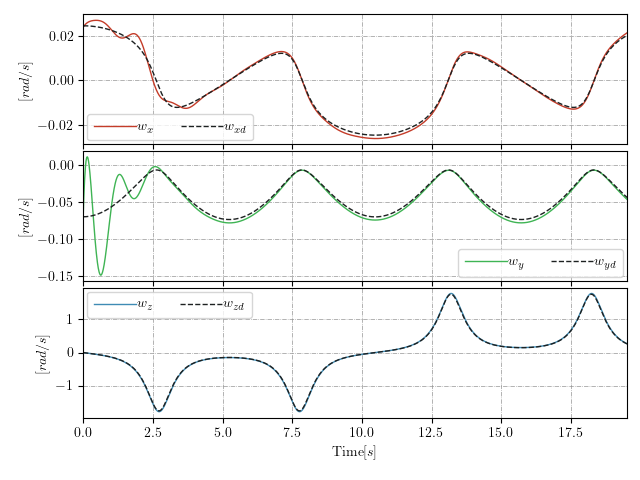 0.02
0.00
−0.02
[rad/s]
w_x w_xd
0.00
−0.05
−0.10
−0.15
[rad/s]
w_y w_yd
1
0
−1
[rad/s]
w_z w_zd
0.0 2.5 5.0 7.5 10.0 12.5 15.0 17.5
Time[s]